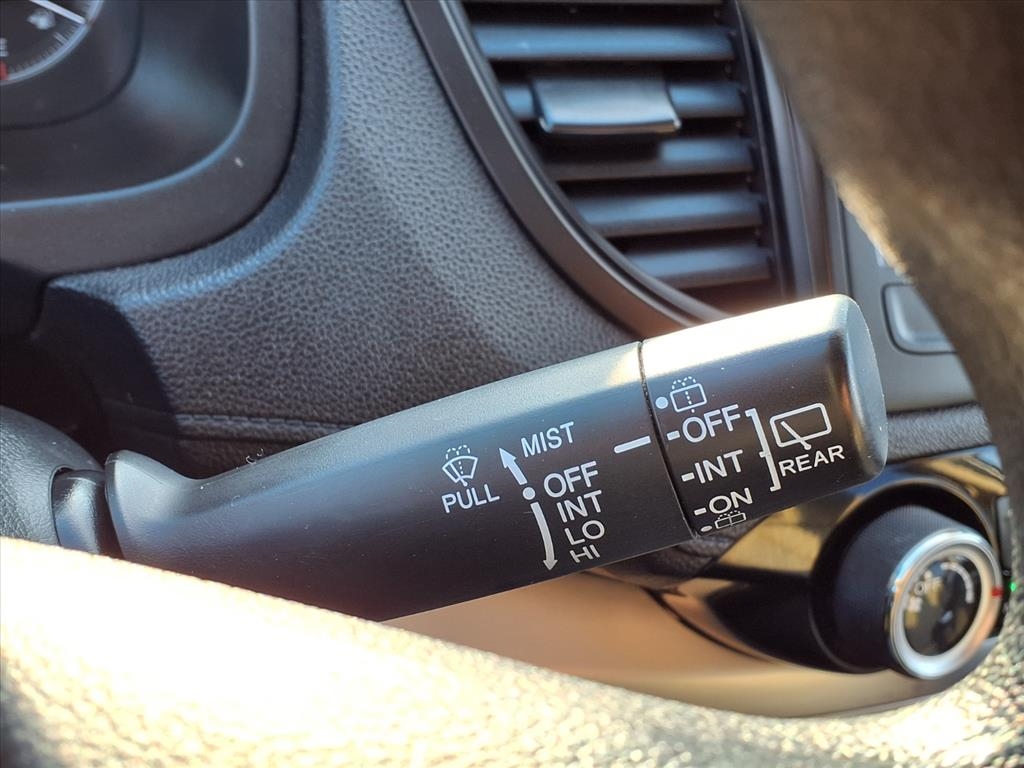 PULL
MIST
OFF
INT
LO
HI
OFF
INT
ON
REAR